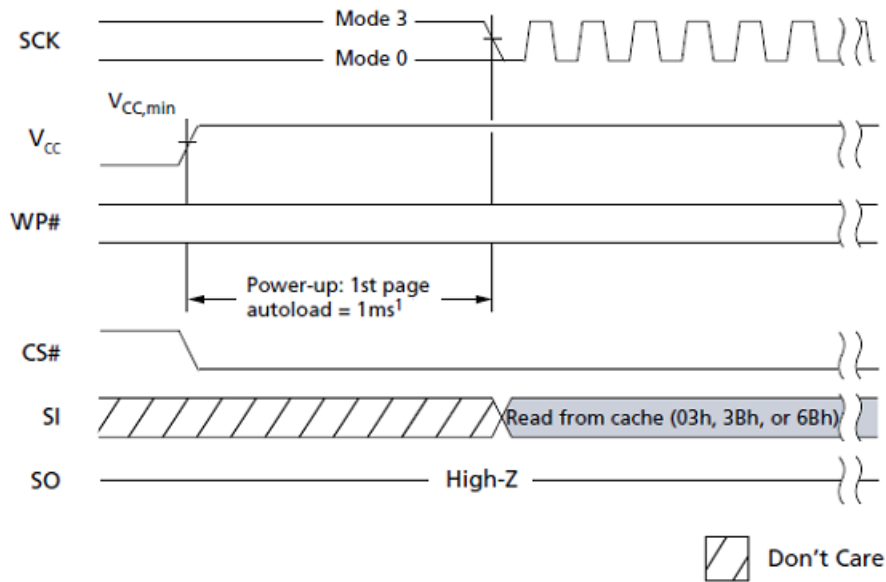 Mode 3
SCK
Mode 0
V_CC,min
V_CC
WP#
Power-up: 1st page
autoload = 1ms¹
CS#
SI
Read from cache (03h, 3Bh, or 6Bh)
SO
High-Z
Don't Care